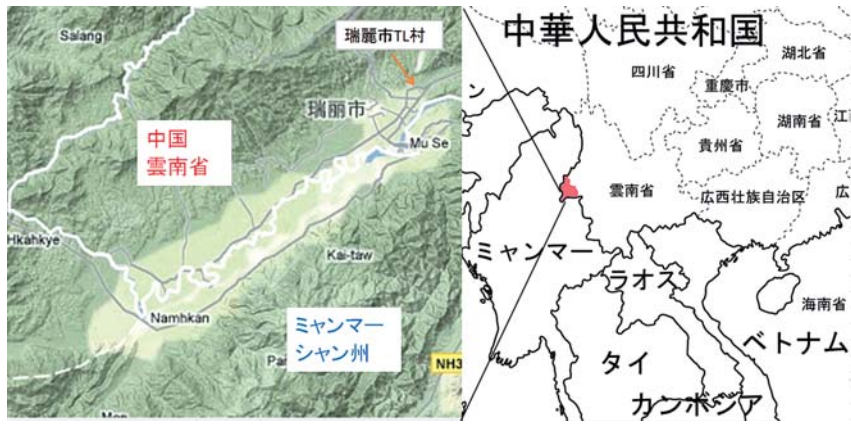 Salang
瑞麗市TL村
瑞丽市
中国
雲南省
Mu Se
Hkahkye
Kai-taw
Namhkan
ミャンマー
シャン州
NH3
中華人民共和国
四川省
湖北省
重慶市
湖南省
貴州省
雲南省
広西壮族自治区
広
ミャンマー
ラオス
海南省
ベトナム
タイ
カンボジア